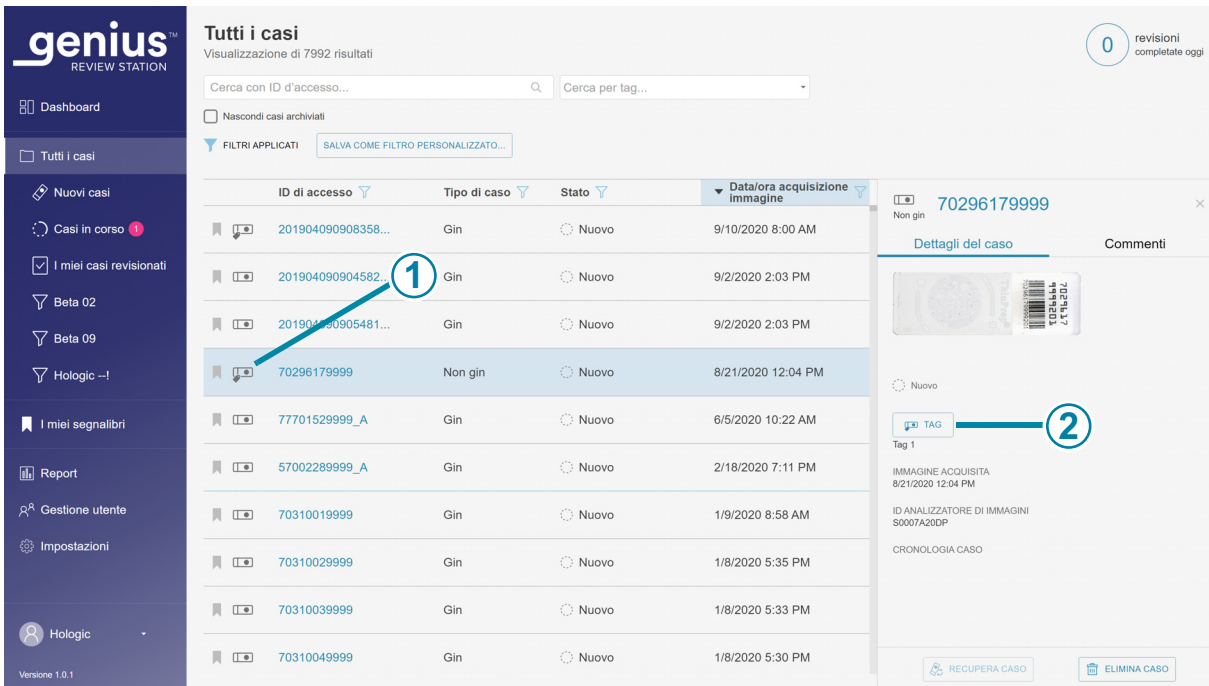 genius™
REVIEW STATION
Dashboard
Tutti i casi
Nuovi casi
Casi in corso 1
I miei casi revisionati
Beta 02
Beta 09
Hologic --!
I miei segnalibri
Report
Gestione utente
Impostazioni
Hologic
Versione 1.0.1
Tutti i casi
Visualizzazione di 7992 risultati
0 revisioni
completate oggi
Cerca con ID d'accesso... Cerca per tag...
Nascondi casi archiviati
FILTRI APPLICATI SALVA COME FILTRO PERSONALIZZATO...
ID di accesso Tipo di caso Stato Data/ora acquisizione
immagine
201904090908358... Gin Nuovo 9/10/2020 8:00 AM
201904090904582... Gin Nuovo 9/2/2020 2:03 PM
201904090905481... Gin Nuovo 9/2/2020 2:03 PM
70296179999 Non gin Nuovo 8/21/2020 12:04 PM
77701529999_A Gin Nuovo 6/5/2020 10:22 AM
57002289999_A Gin Nuovo 2/18/2020 7:11 PM
70310019999 Gin Nuovo 1/9/2020 8:58 AM
70310029999 Gin Nuovo 1/8/2020 5:35 PM
70310039999 Gin Nuovo 1/8/2020 5:33 PM
70310049999 Gin Nuovo 1/8/2020 5:30 PM
1
Non gin
70296179999
Dettagli del caso Commenti
ThinPrep®
7029617
9999201
Nuovo
TAG
2
Tag 1
IMMAGINE ACQUISITA
8/21/2020 12:04 PM
ID ANALIZZATORE DI IMMAGINI
S0007A20DP
CRONOLOGIA CASO
RECUPERA CASO ELIMINA CASO